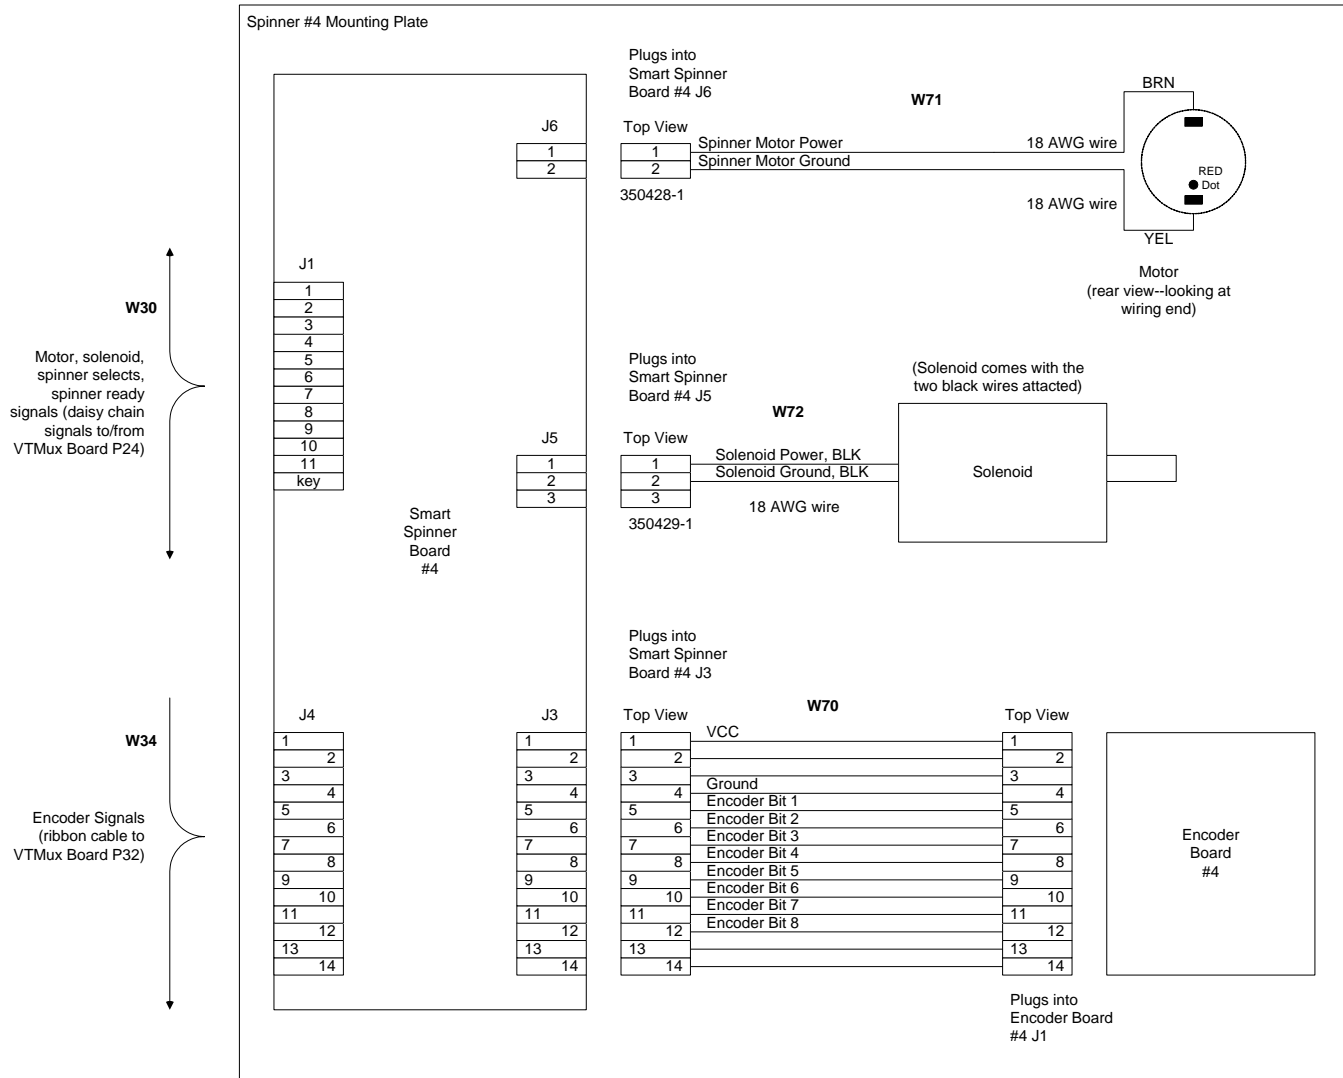 Spinner #4 Mounting Plate
Plugs into
Smart Spinner
Board #4 J6
W71
BRN
J6
Top View
Spinner Motor Power
18 AWG wire
1
1
Spinner Motor Ground
2
2
RED
Dot
350428-1
18 AWG wire
YEL
Motor
(rear view--looking at
wiring end)
J1
1
2
3
4
5
6
7
8
9
10
11
key
W30
Motor, solenoid,
spinner selects,
spinner ready
signals (daisy chain
signals to/from
VTMux Board P24)
Plugs into
Smart Spinner
Board #4 J5
W72
(Solenoid comes with the
two black wires attacted)
J5
Top View
1
1
Solenoid Power, BLK
2
2
Solenoid Ground, BLK
3
3
18 AWG wire
350429-1
Solenoid
Smart
Spinner
Board
#4
Plugs into
Smart Spinner
Board #4 J3
W70
J4
J3
Top View
Top View
W34
Encoder Signals
(ribbon cable to
VTMux Board P32)
1
2
3
4
5
6
7
8
9
10
11
12
13
14
1
2
3
4
5
6
7
8
9
10
11
12
13
14
1
2
3
4
5
6
7
8
9
10
11
12
13
14
VCC
Ground
Encoder Bit 1
Encoder Bit 2
Encoder Bit 3
Encoder Bit 4
Encoder Bit 5
Encoder Bit 6
Encoder Bit 7
Encoder Bit 8
1
2
3
4
5
6
7
8
9
10
11
12
13
14
Encoder
Board
#4
Plugs into
Encoder Board
#4 J1